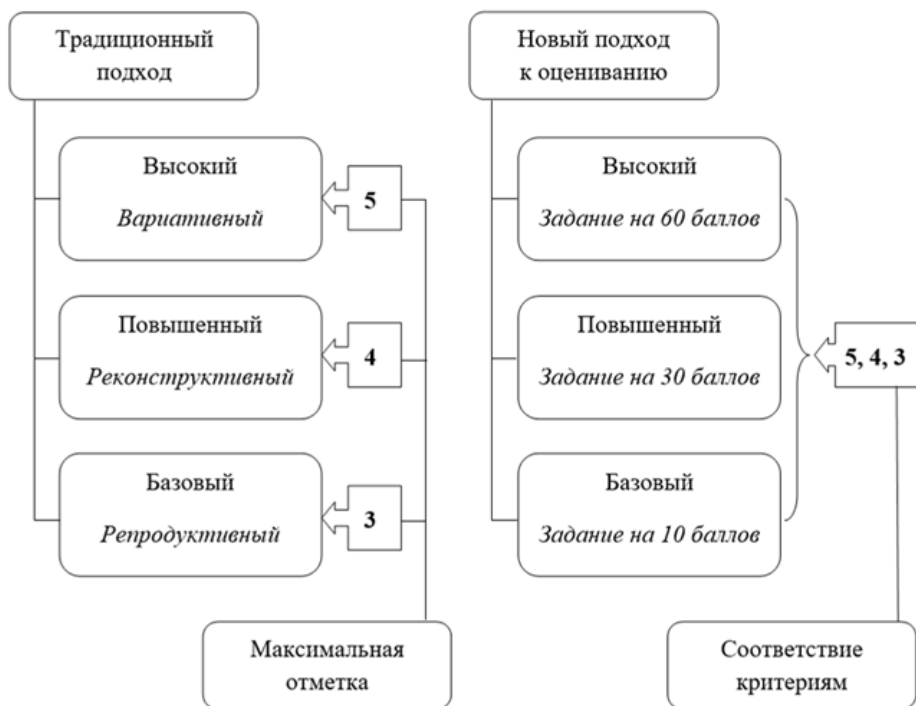 Традиционный
подход
Высокий
Вариативный
5
Повышенный
Реконструктивный
4
Базовый
Репродуктивный
3
Максимальная
отметка
Новый подход
к оцениванию
Высокий
Задание на 60 баллов
Повышенный
Задание на 30 баллов
Базовый
Задание на 10 баллов
5, 4, 3
Соответствие
критериям